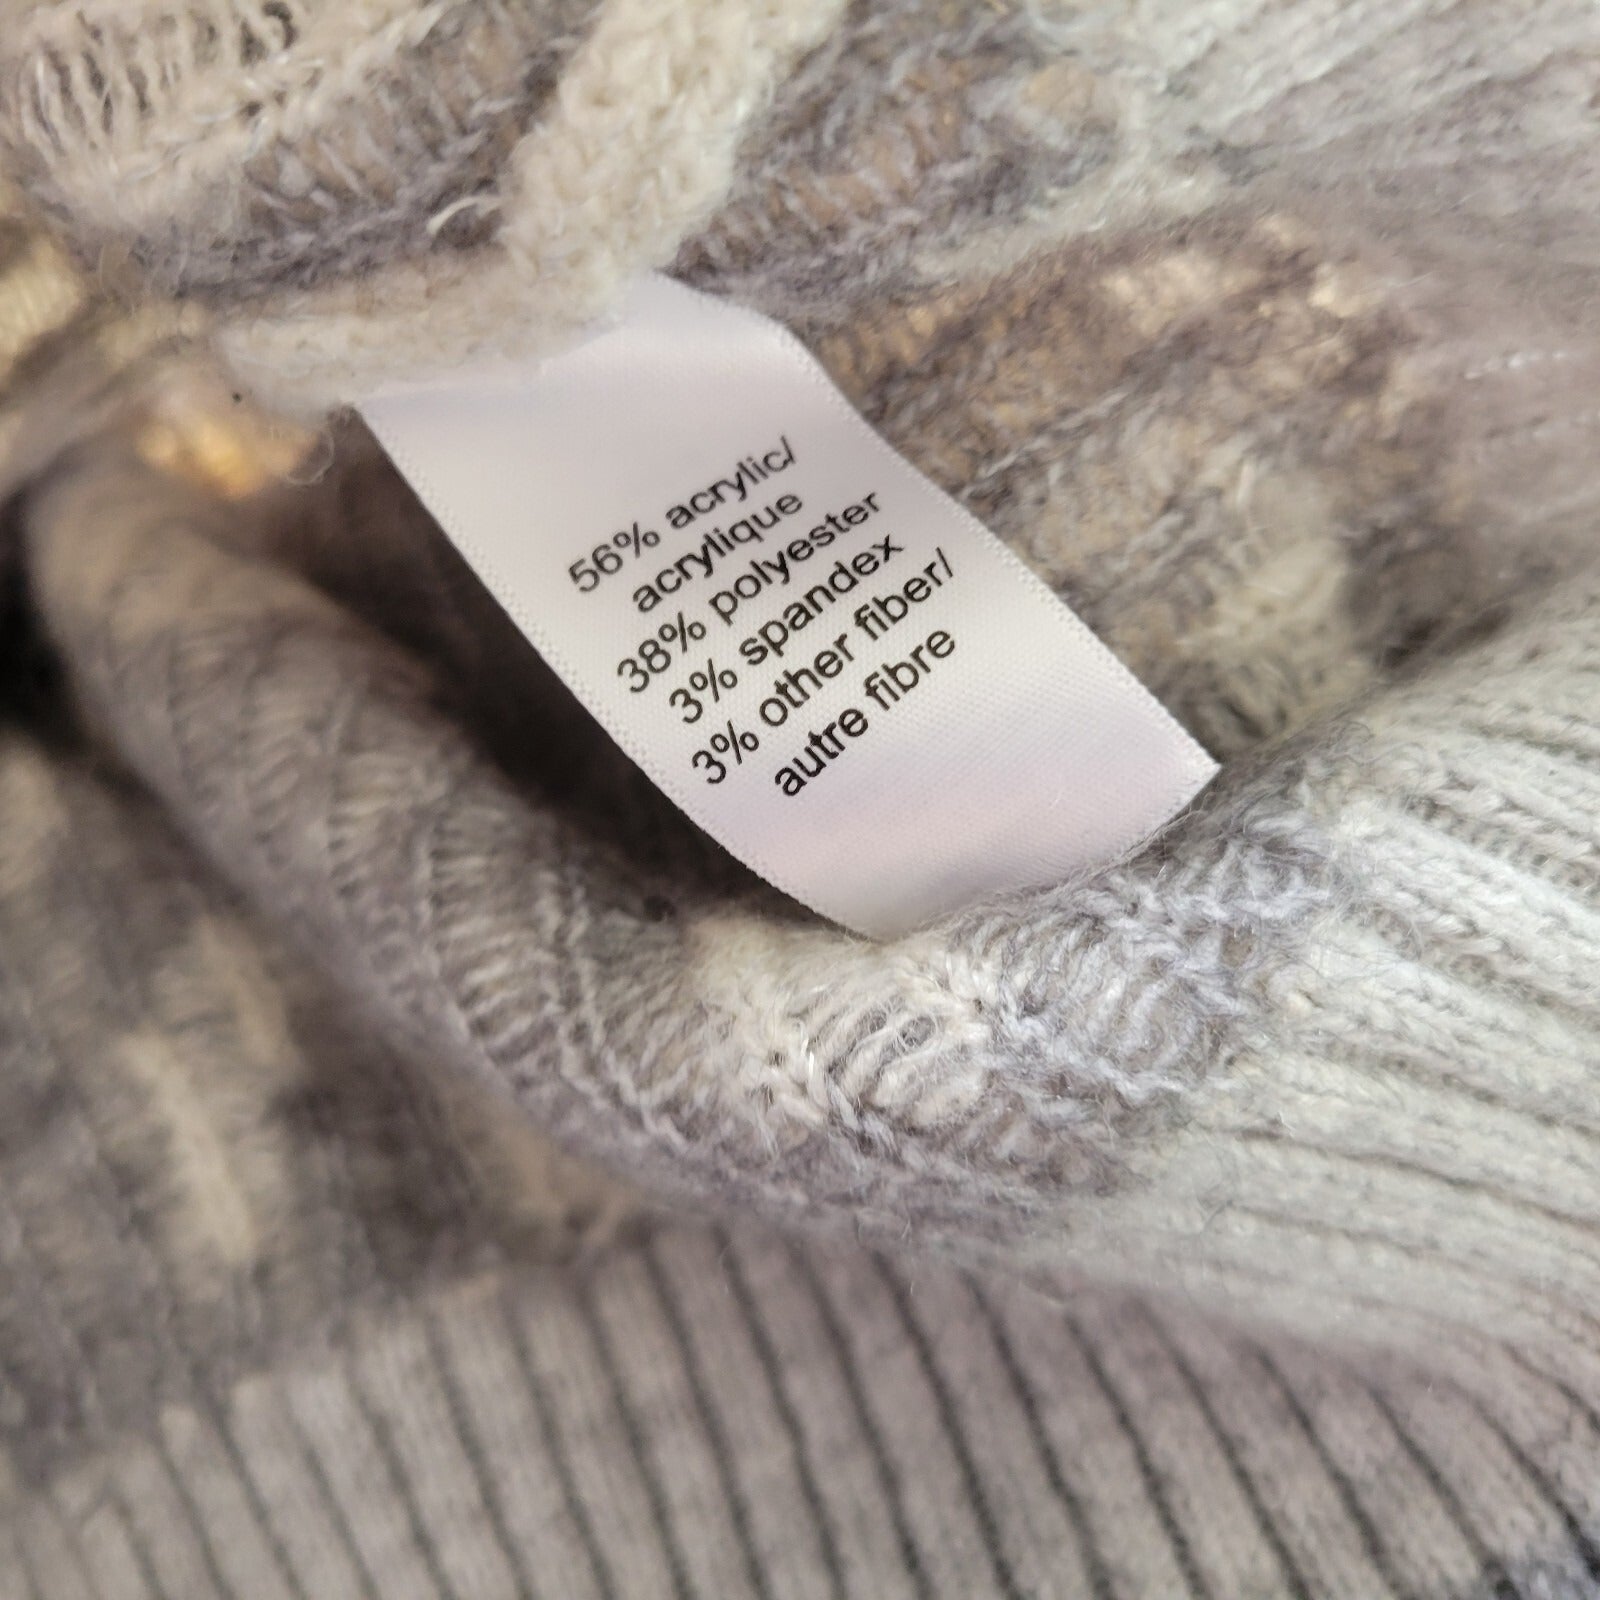 56% acrylic/
acrylique
38% polyester
3% spandex
3% other fiber/
autre fibre